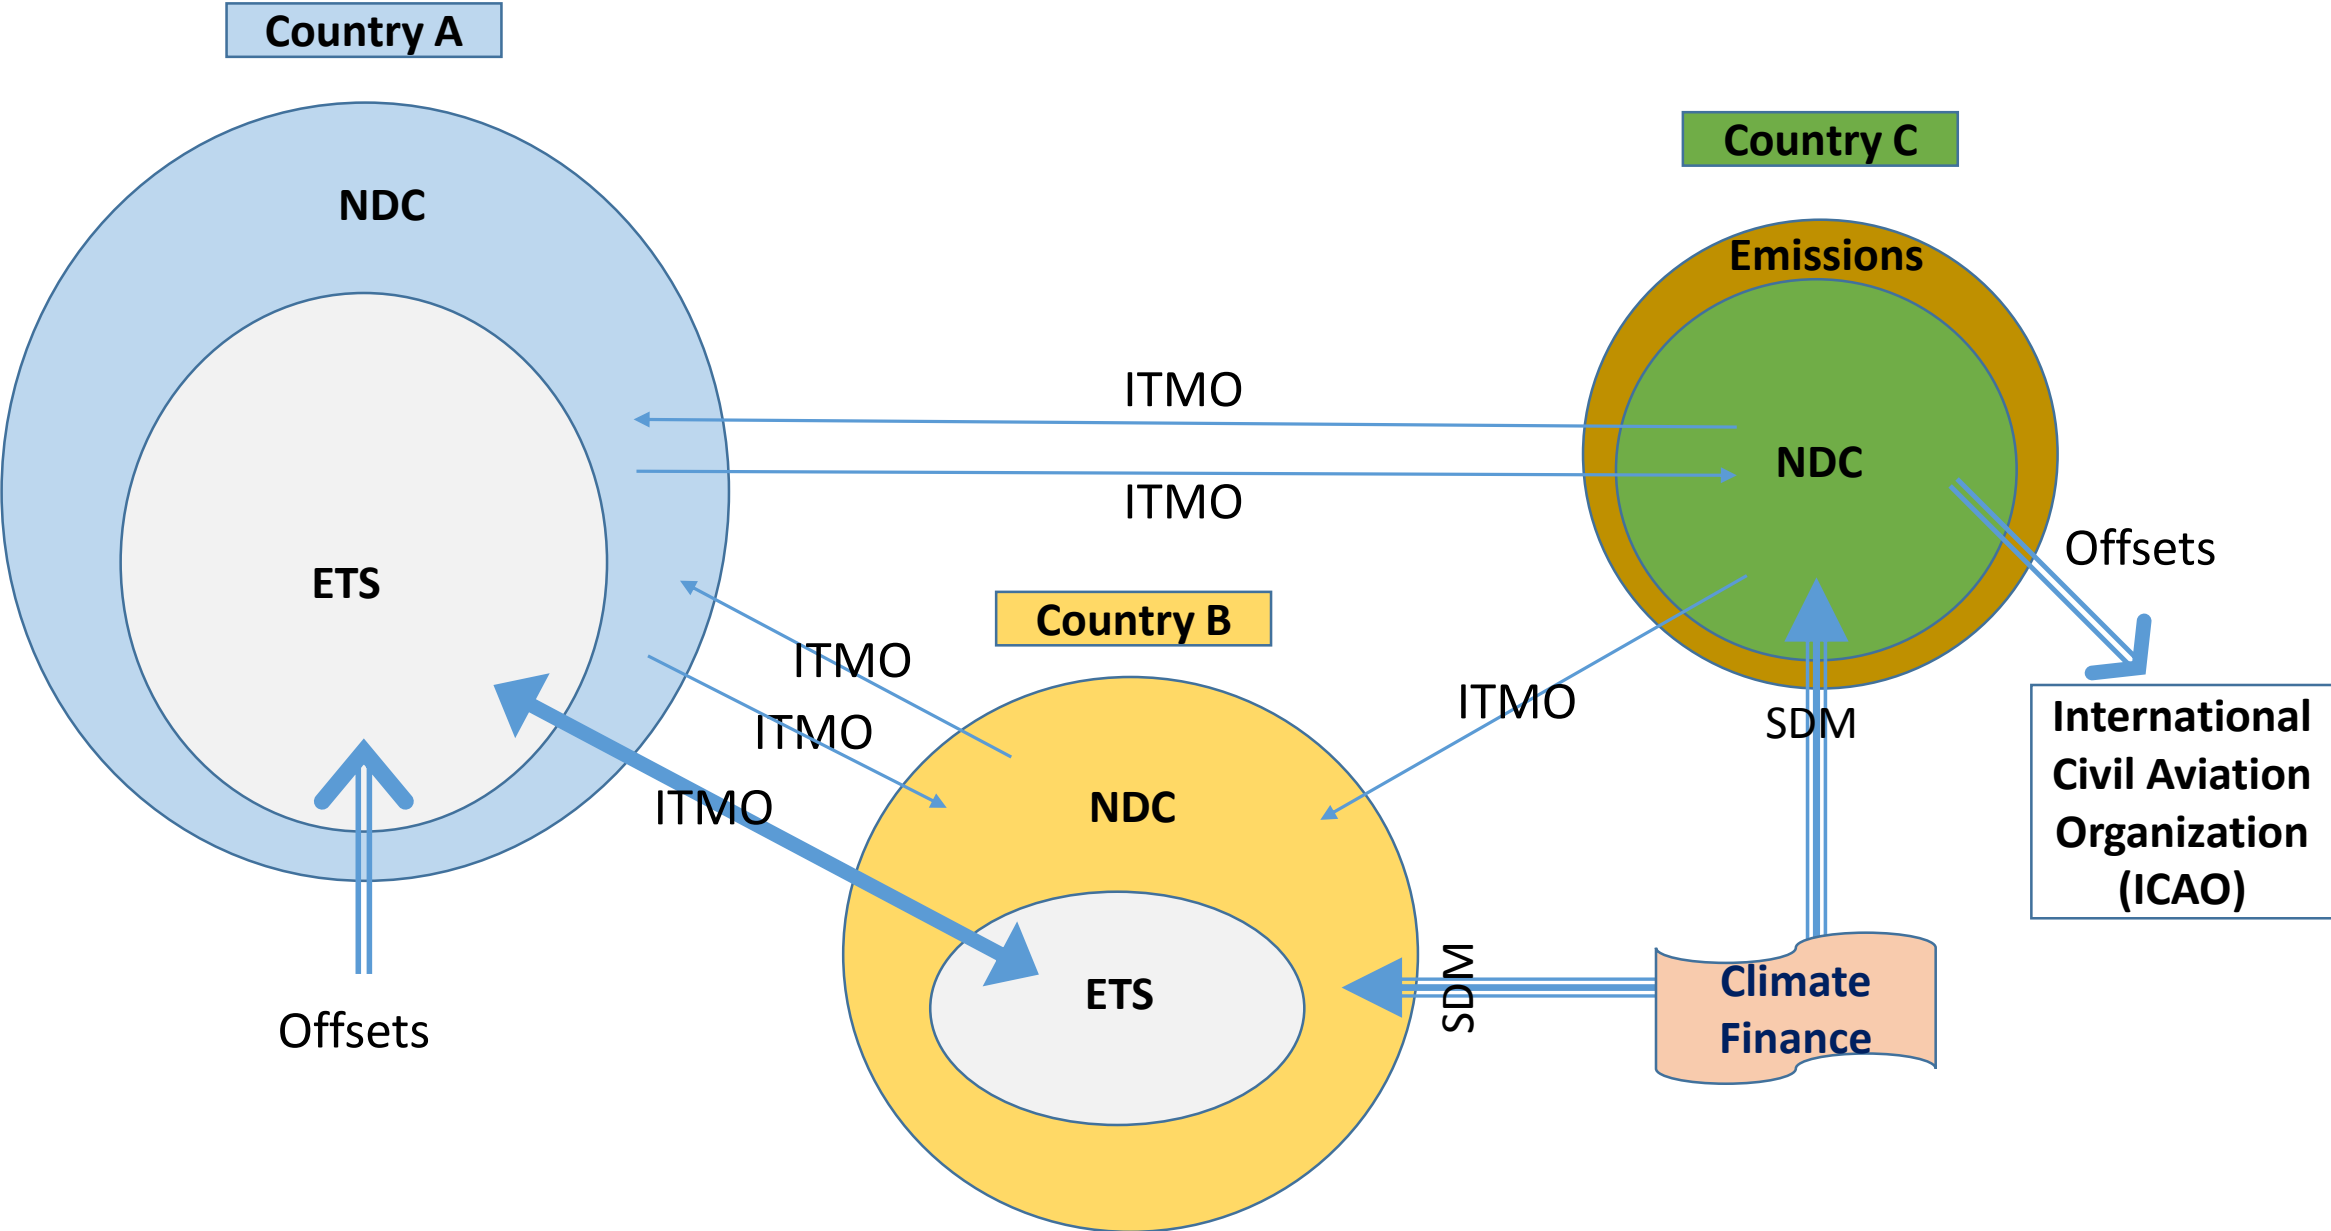 Country A
Country C
NDC
Emissions
ITMO
NDC
ITMO
Offsets
ETS
Country B
ITMO
ITMO
ITMO
SDM
ITMO
NDC
International
Civil Aviation
Organization
(ICAO)
ETS
SDM
Climate
Finance
Offsets